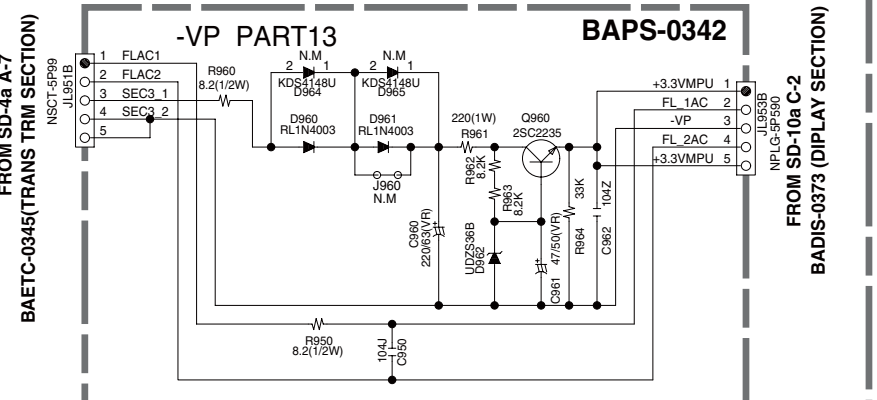 -VP PART13
BAPS-0342
FROM SD-4a A-7
BAETC-0345(TRANS TRM SECTION)
NSCT-5P99
JL951B
1 FLAC1
2 FLAC2
3 SEC3_1
4 SEC3_2
5
R960
8.2(1/2W)
N.M
2
KDS4148U
D964
N.M
2
KDS4148U
D965
D960
RL1N4003
D961
RL1N4003
J960
N.M
220(1W)
R961
Q960
2SC2235
R962
8.2K
R963
8.2K
C960
220/63(VR)
UDZS36B
D962
47/50(VR)
C961
33K
R964
104Z
C962
R950
8.2(1/2W)
104J
C950
+3.3VMPU 1
FL_1AC 2
-VP 3
FL_2AC 4
+3.3VMPU 5
JL953B
NPLG-5P590
FROM SD-10a C-2
BADIS-0373 (DIPLAY SECTION)